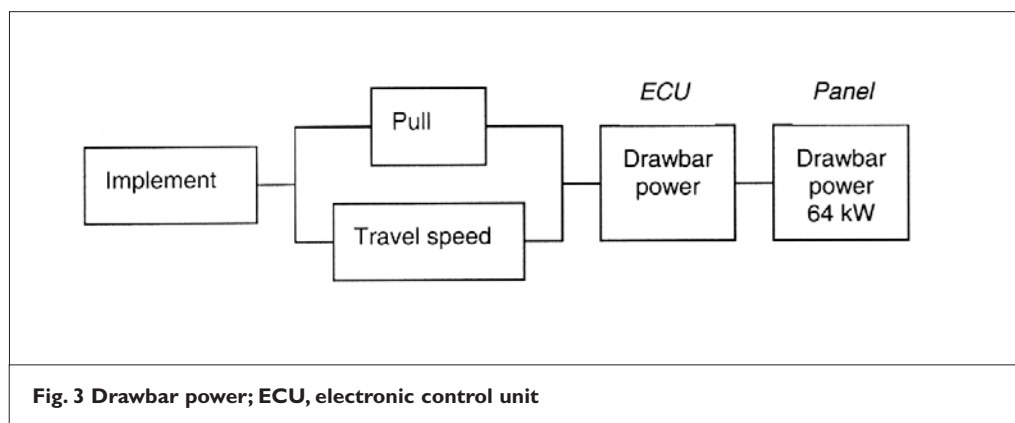 ECU
Panel
Pull
Implement
Travel speed
Drawbar
power
Drawbar
power
64 kW
Fig. 3 Drawbar power; ECU, electronic control unit